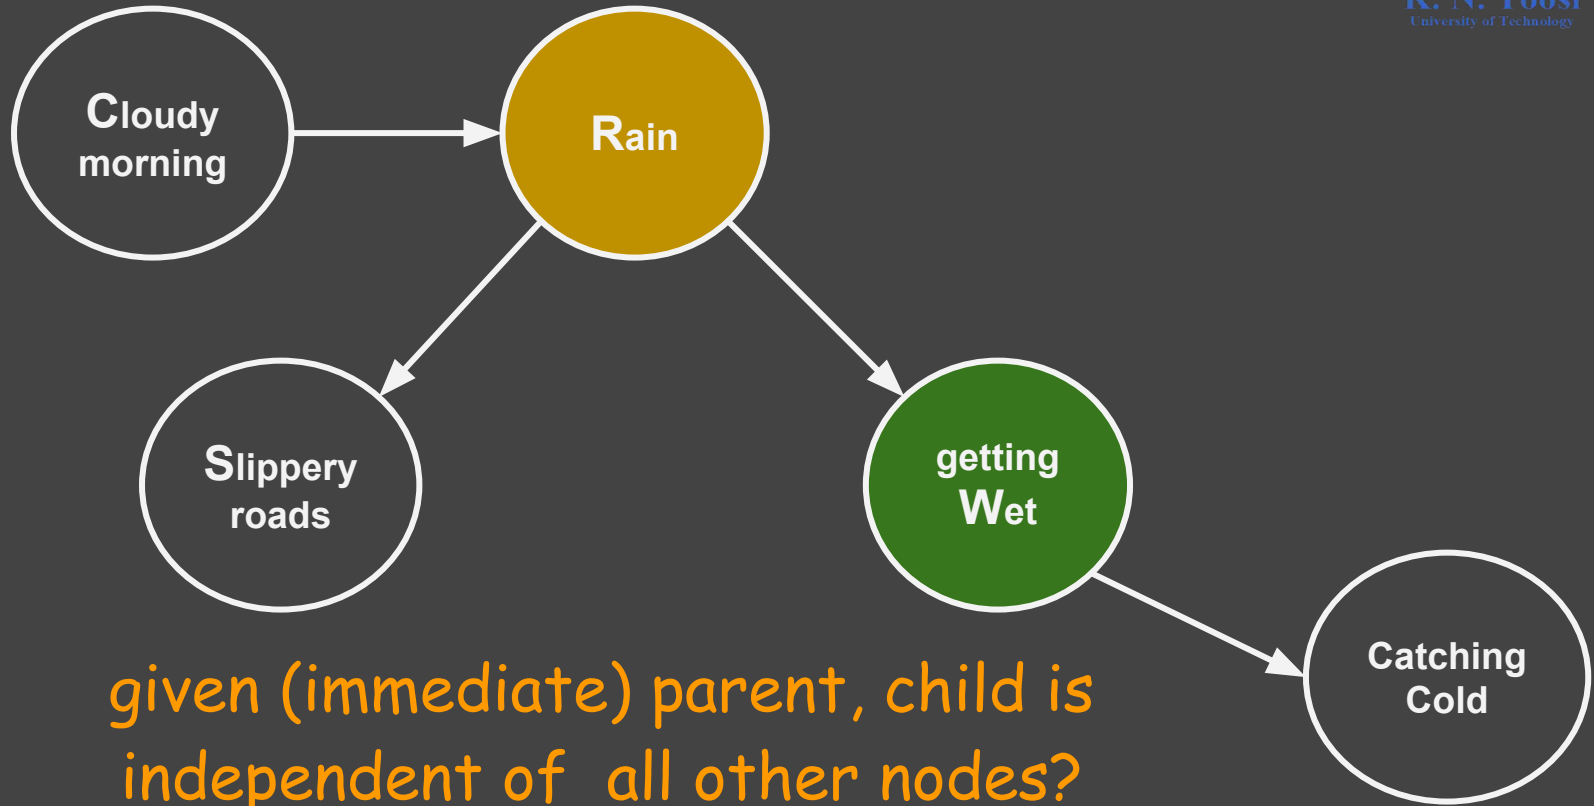 K. N. Toosi
University of Technology
Cloudy
morning
Rain
Slippery
roads
getting
Wet
Catching
Cold
given (immediate) parent, child is
independent of all other nodes?